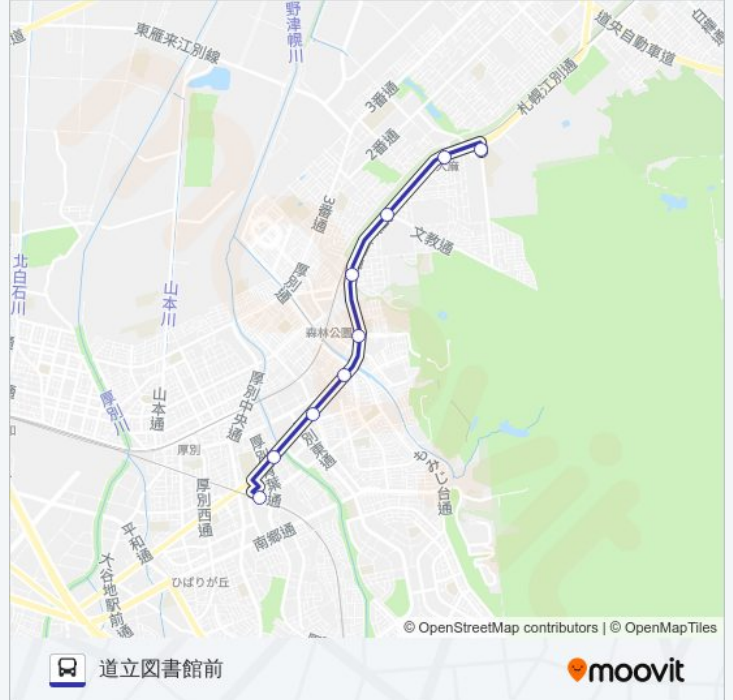 野津幌川
道央自動車道
東雁来江別線
道
3番通
札幌江別通
2番通
大麻
3番通
文教通
北白石川
厚別通
山本川
森林公園
厚別中央通
山本通
厚別川
厚別
厚別東通
もみじ台通
厚別西通
南郷通
平和通
大谷地駅前通
ひばりが丘
© OpenStreetMap contributors | © OpenMapTiles
道立図書館前
moovit